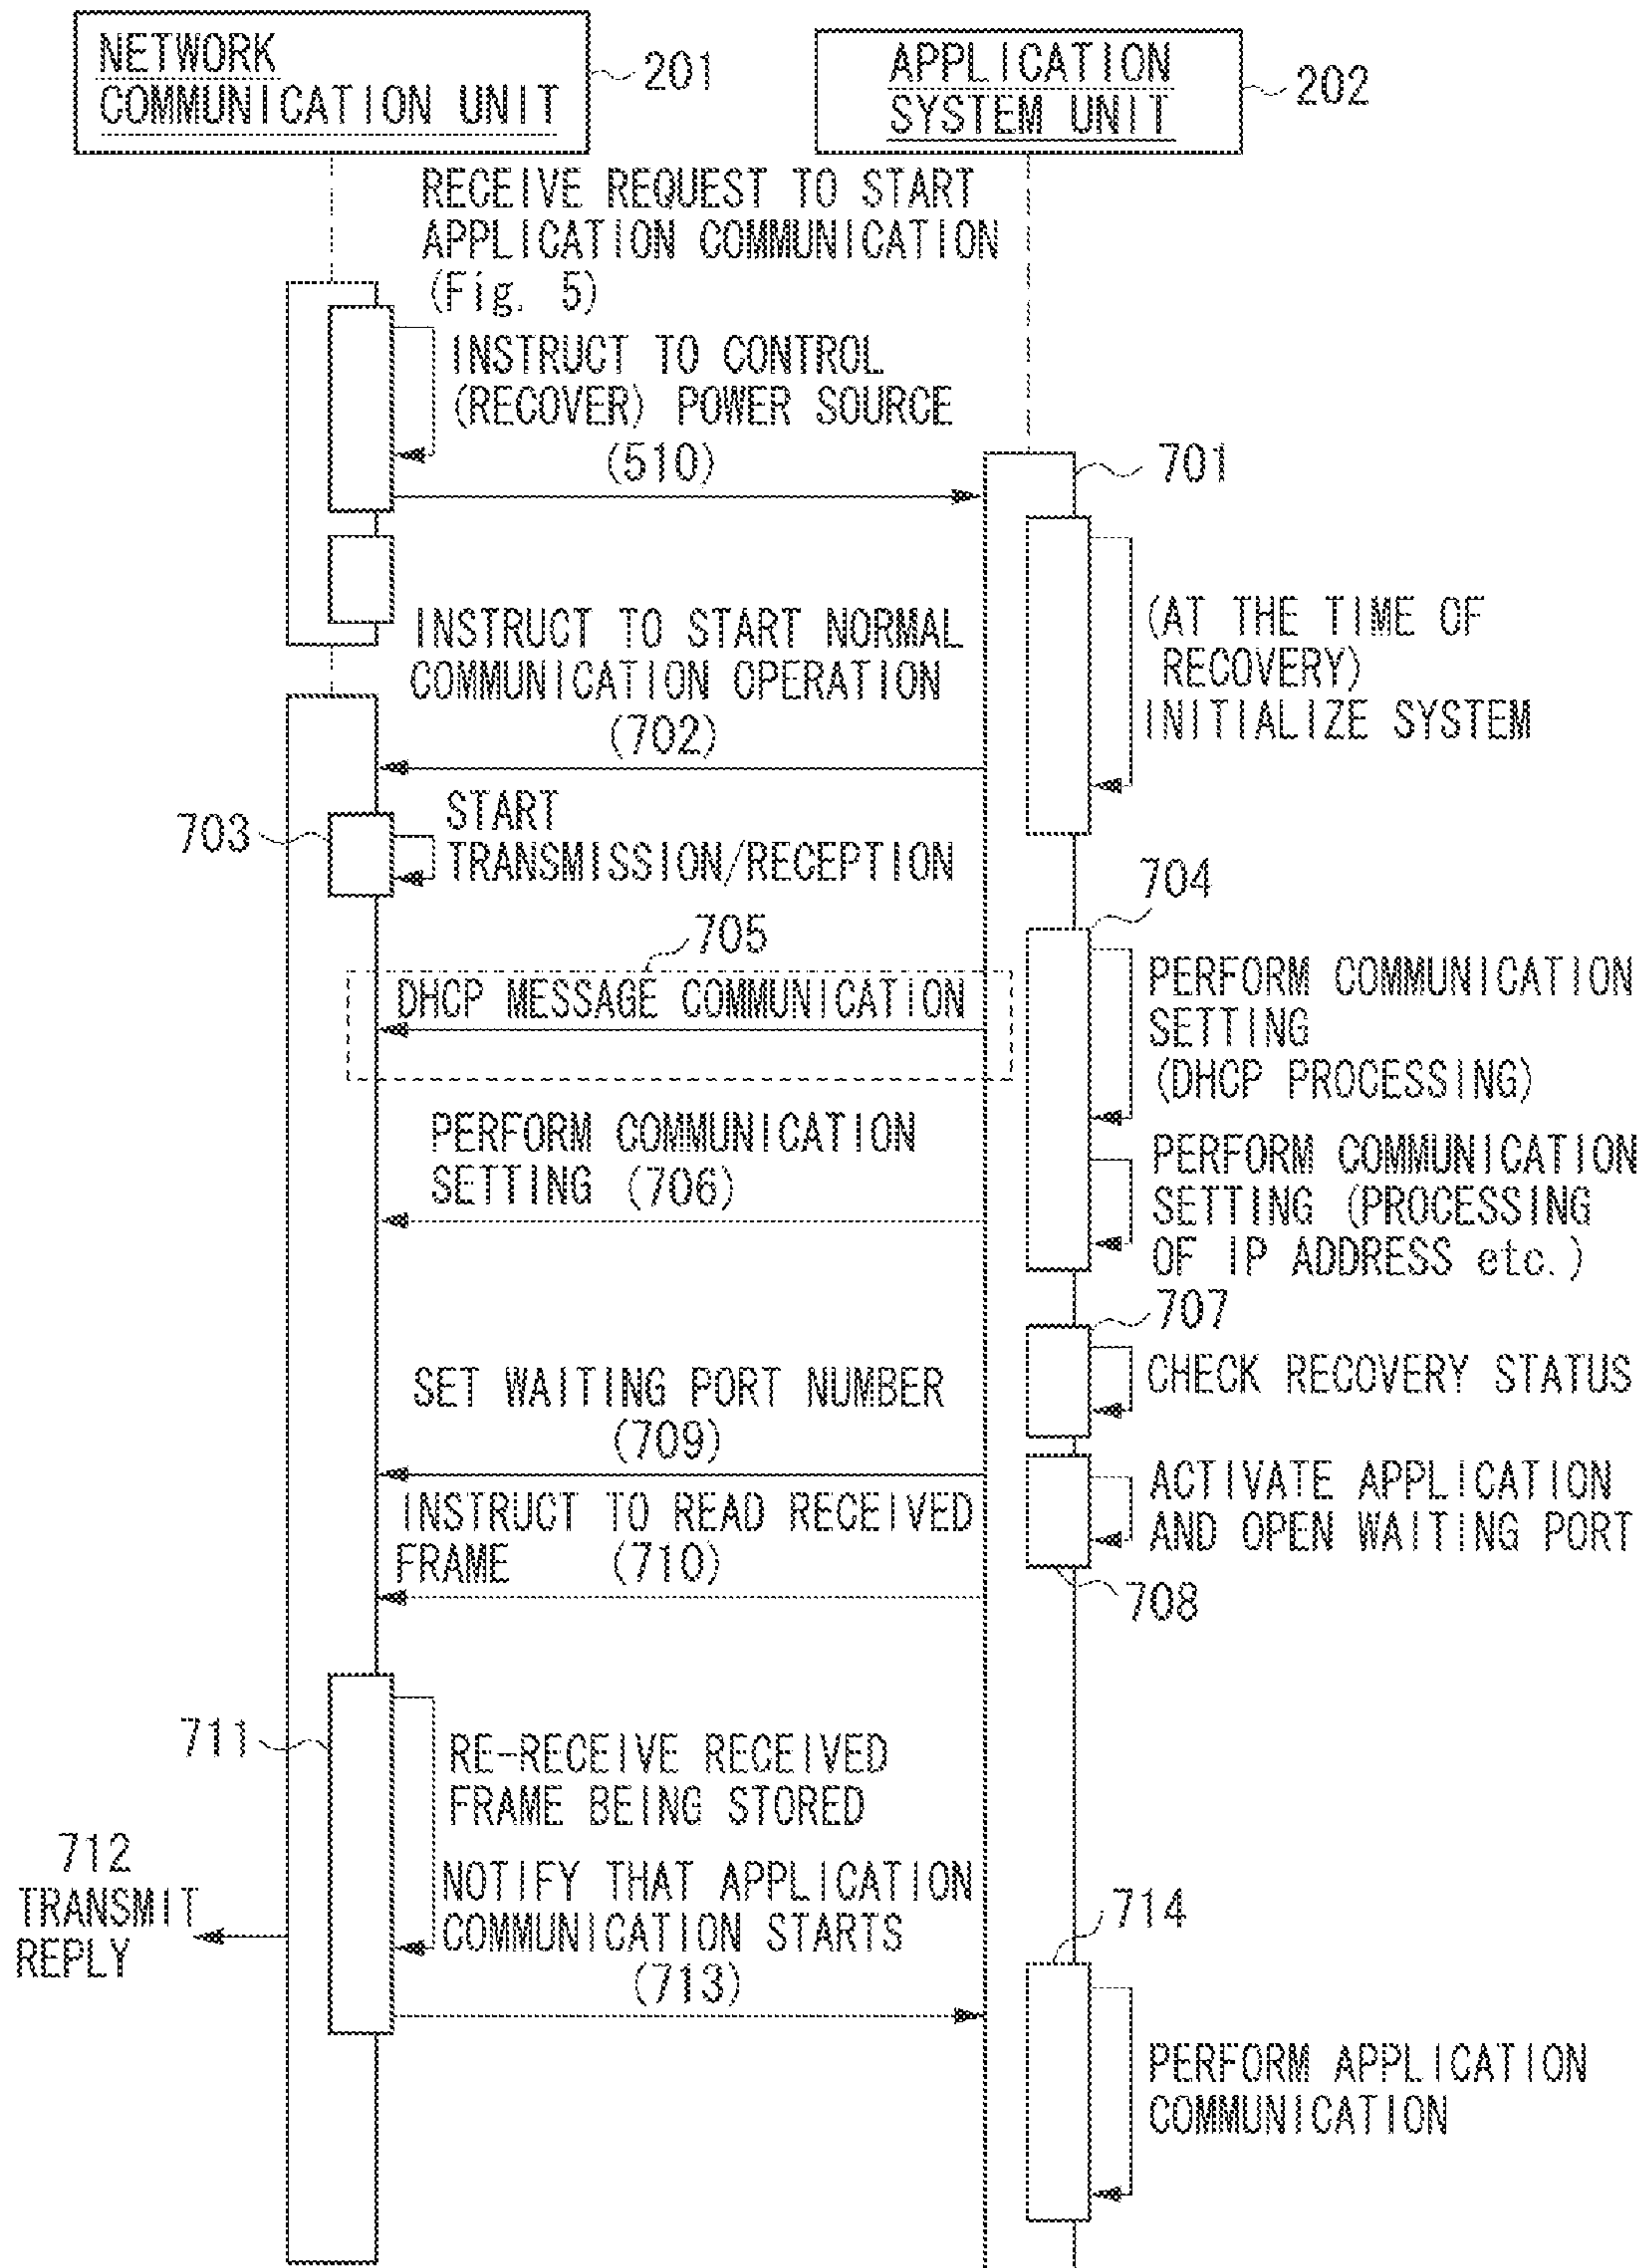 NETWORK
COMMUNICATION UNIT
201
APPLICATION
SYSTEM UNIT
202
RECEIVE REQUEST TO START
APPLICATION COMMUNICATION
(Fig. 5)
INSTRUCT TO CONTROL
(RECOVER) POWER SOURCE
(510)
701
(AT THE TIME OF
RECOVERY)
INITIALIZE SYSTEM
INSTRUCT TO START NORMAL
COMMUNICATION OPERATION
(702)
703
START
TRANSMISSION/RECEPTION
704
705
DHCP MESSAGE COMMUNICATION
PERFORM COMMUNICATION
SETTING
(DHCP PROCESSING)
PERFORM COMMUNICATION
SETTING (706)
PERFORM COMMUNICATION
SETTING (PROCESSING
OF IP ADDRESS etc.)
707
CHECK RECOVERY STATUS
SET WAITING PORT NUMBER
(709)
ACTIVATE APPLICATION
AND OPEN WAITING PORT
708
INSTRUCT TO READ RECEIVED
FRAME (710)
711
RE-RECEIVE RECEIVED
FRAME BEING STORED
712
TRANSMIT
REPLY
NOTIFY THAT APPLICATION
COMMUNICATION STARTS
(713)
714
PERFORM APPLICATION
COMMUNICATION